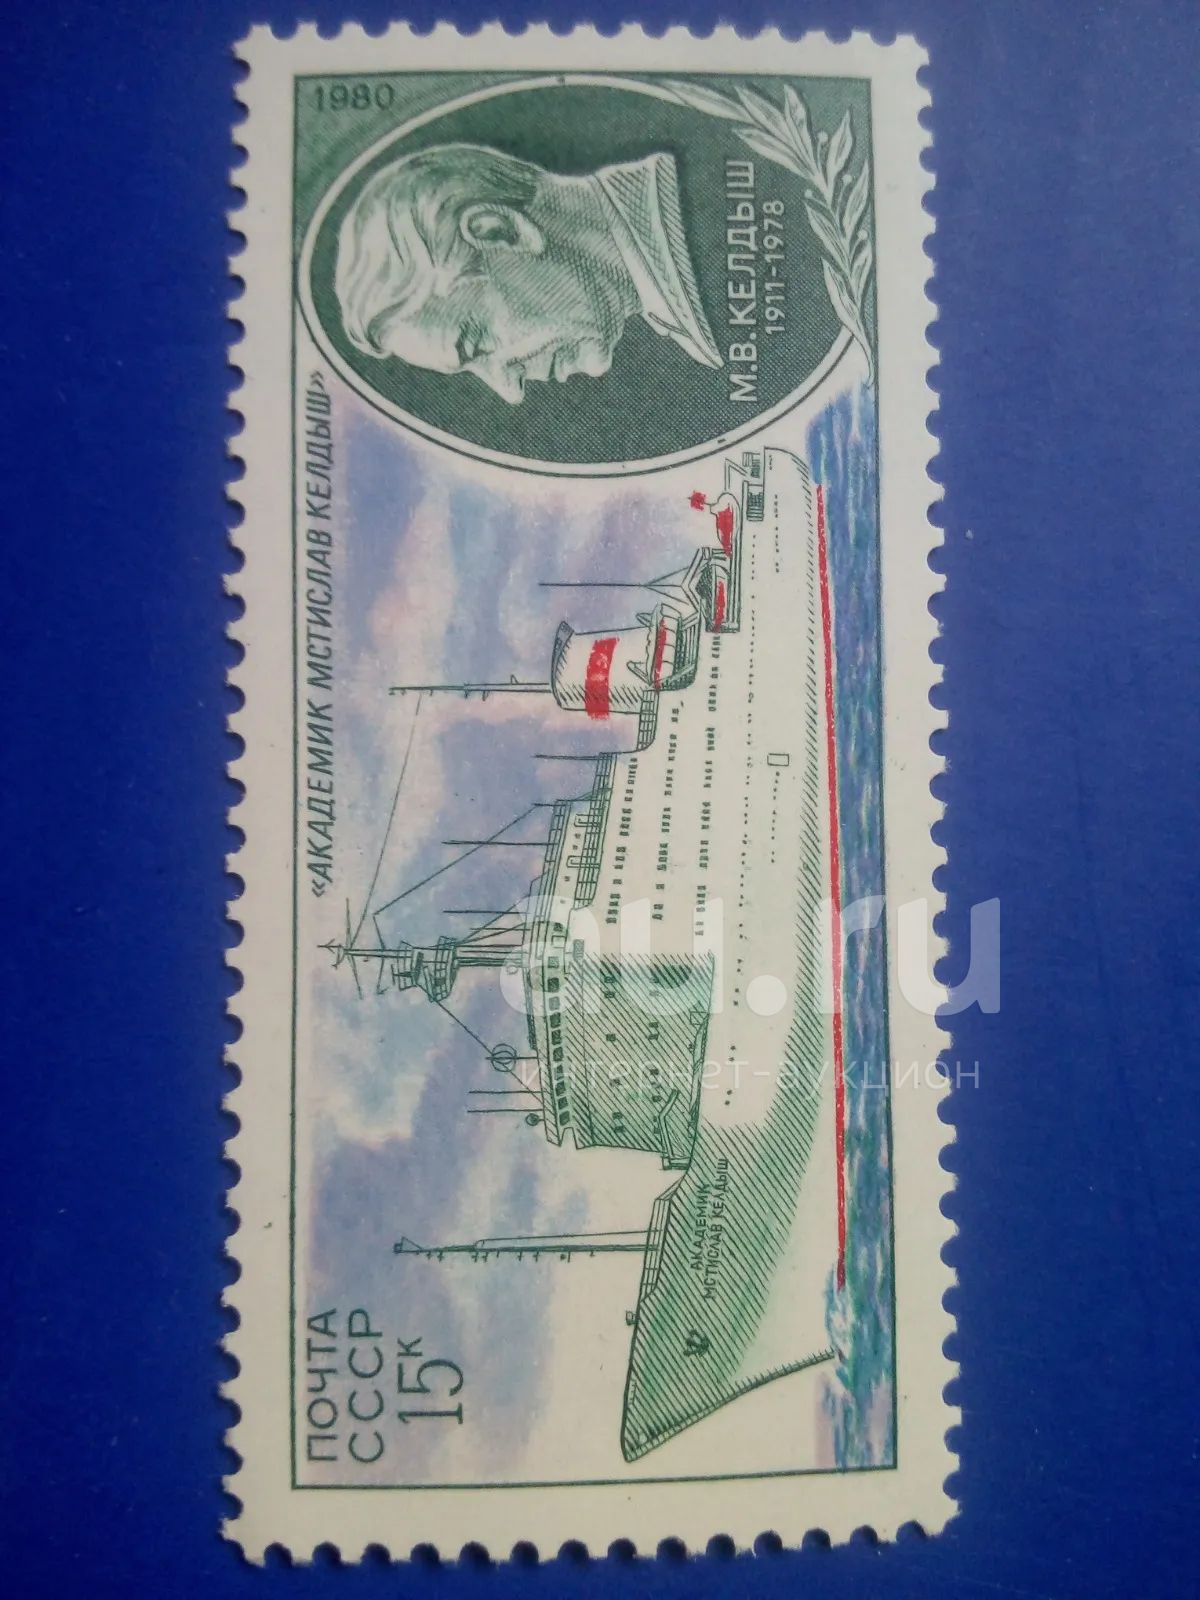 ПОЧТА
СССР
15к
«АКАДЕМИК МСТИСЛАВ КЕЛДЫШ»
1980
М.В.КЕЛДЫШ
1911-1978
АКАДЕМИК
МСТИСЛАВ КЕЛДЫШ
au.ru
интернет-аукцион